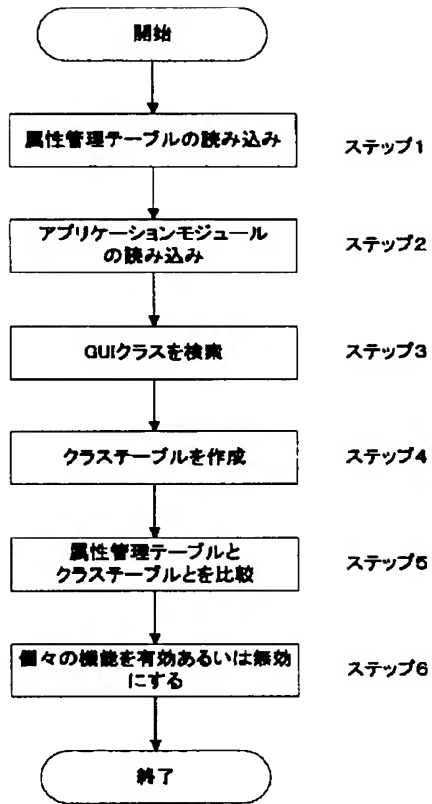 開始
属性管理テーブルの読み込み
ステップ1
アプリケーションモジュール
の読み込み
ステップ2
GUIクラスを検索
ステップ3
クラステーブルを作成
ステップ4
属性管理テーブルと
クラステーブルとを比較
ステップ5
個々の機能を有効あるいは無効
にする
ステップ6
終了